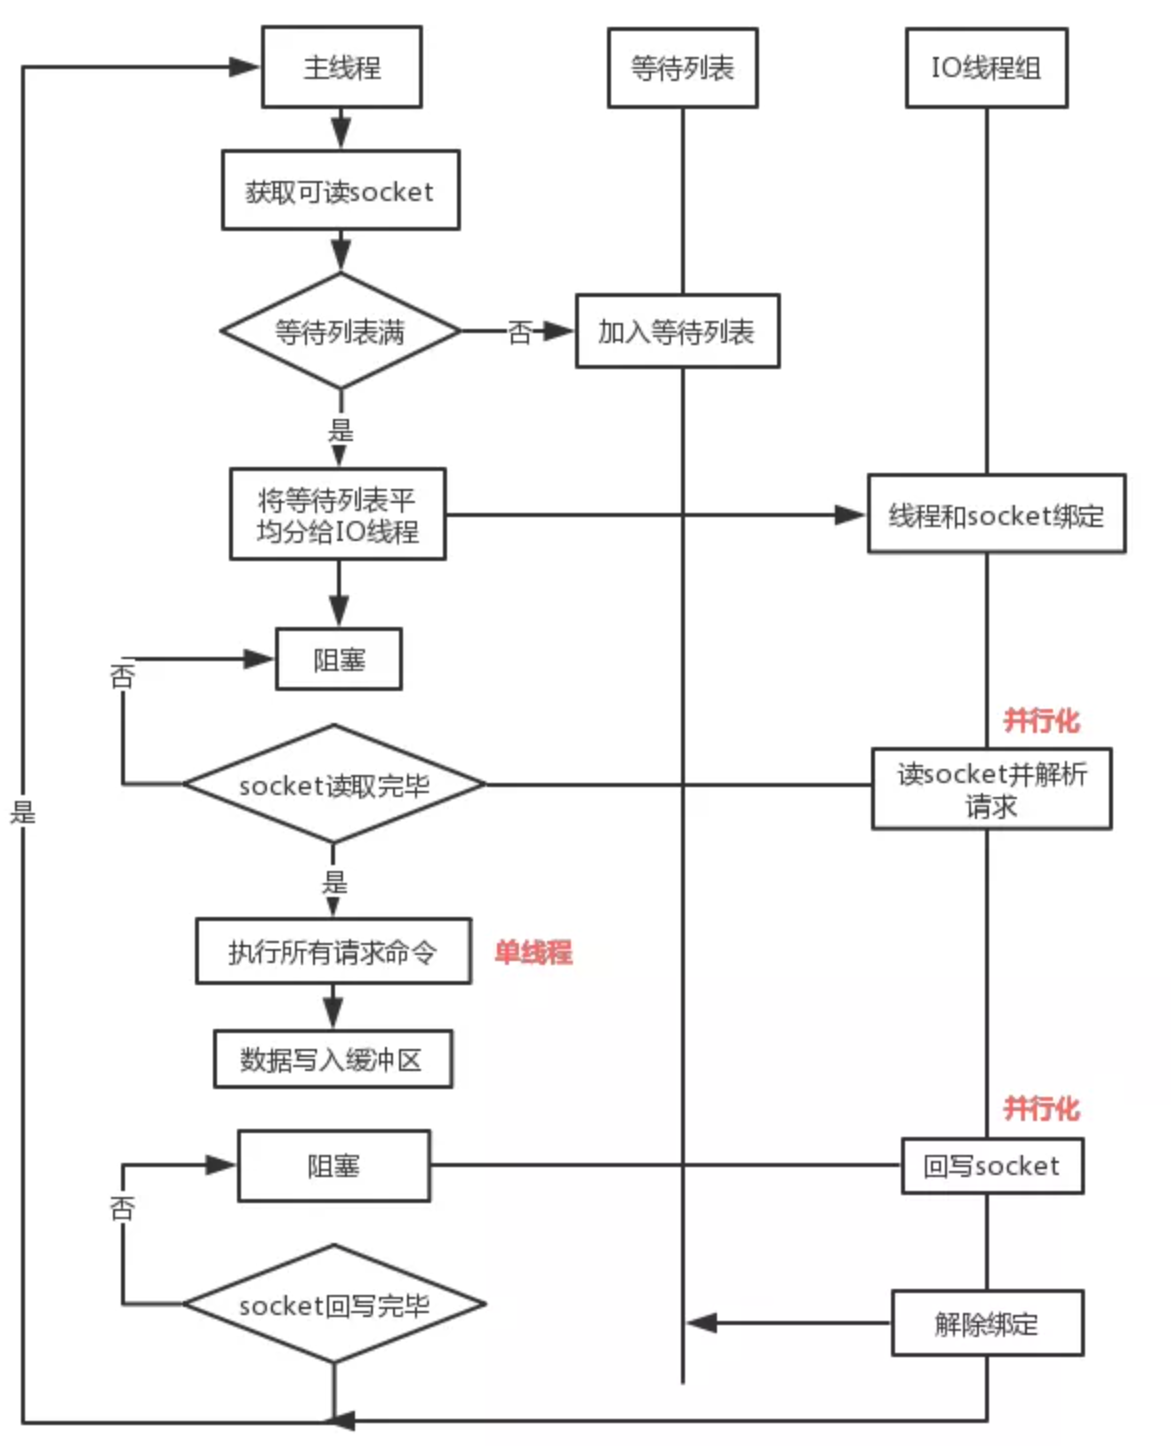 主线程
等待列表
IO线程组
获取可读socket
等待列表满
否
加入等待列表
是
将等待列表平
均分给IO线程
线程和socket绑定
阻塞
否
并行化
socket读取完毕
读socket并解析
请求
是
是
执行所有请求命令
单线程
数据写入缓冲区
并行化
阻塞
回写socket
否
socket回写完毕
解除绑定